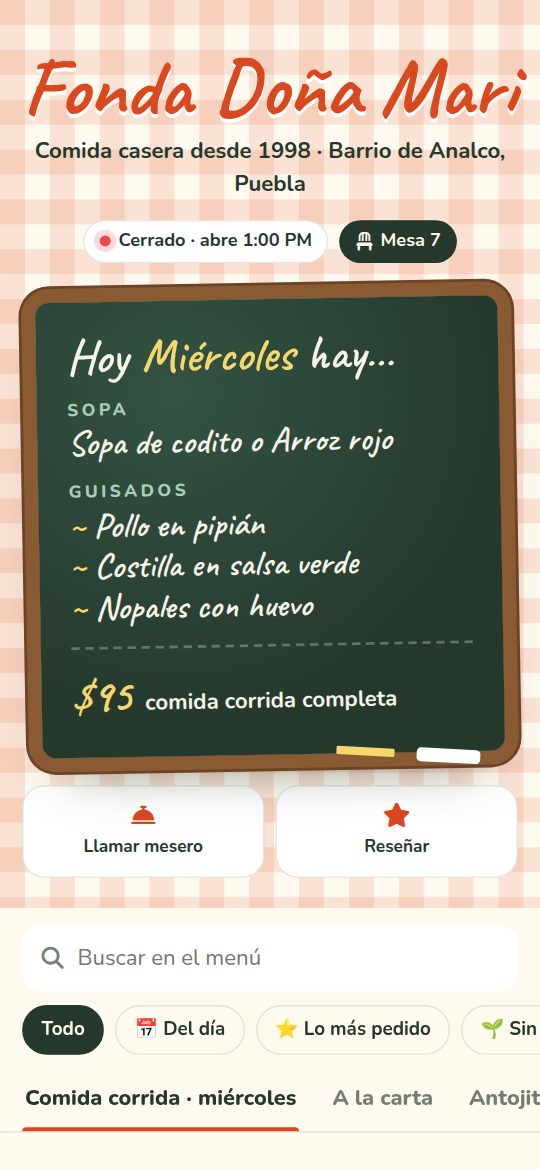 Fonda Doña Mari
Comida casera desde 1998 · Barrio de Analco,
Puebla
Cerrado · abre 1:00 PM
Mesa 7
Hoy Miércoles hay...
SOPA
Sopa de codito o Arroz rojo
GUISADOS
~ Pollo en pipián
~ Costilla en salsa verde
~ Nopales con huevo
$95 comida corrida completa
Llamar mesero
Reseñar
Buscar en el menú
Todo
Del día
Lo más pedido
Sin
Comida corrida · miércoles
A la carta
Antojit